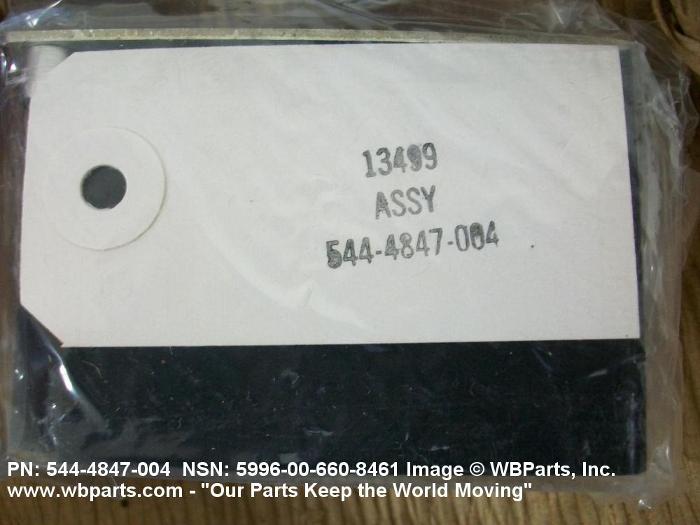 13499
ASSY
544-4847-004
PN: 544-4847-004 NSN: 5996-00-660-8461 Image © WBParts, Inc.
www.wbparts.com - "Our Parts Keep the World Moving"